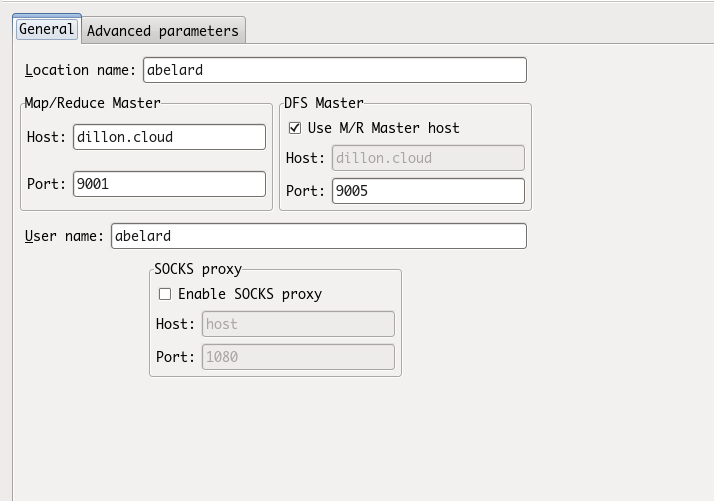 General Advanced parameters
Location name: abelard
Map/Reduce Master
Host: dillon.cloud
Port: 9001
DFS Master
Use M/R Master host
Host: dillon.cloud
Port: 9005
User name: abelard
SOCKS proxy
Enable SOCKS proxy
Host: host
Port: 1080